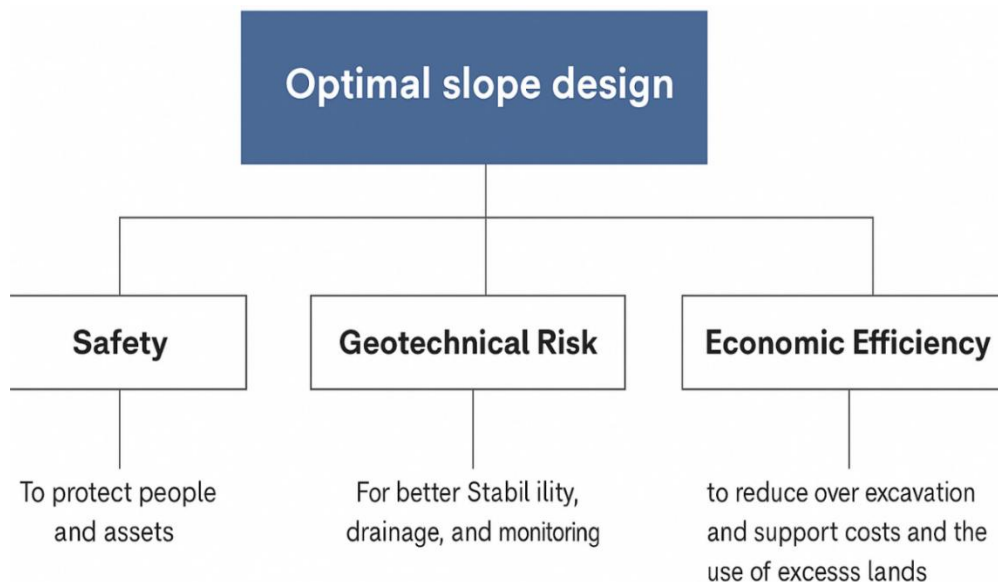 Optimal slope design
Safety
Geotechnical Risk
Economic Efficiency
To protect people
and assets
For better Stabil ility,
drainage, and monitoring
to reduce over excavation
and support costs and the
use of excesss lands